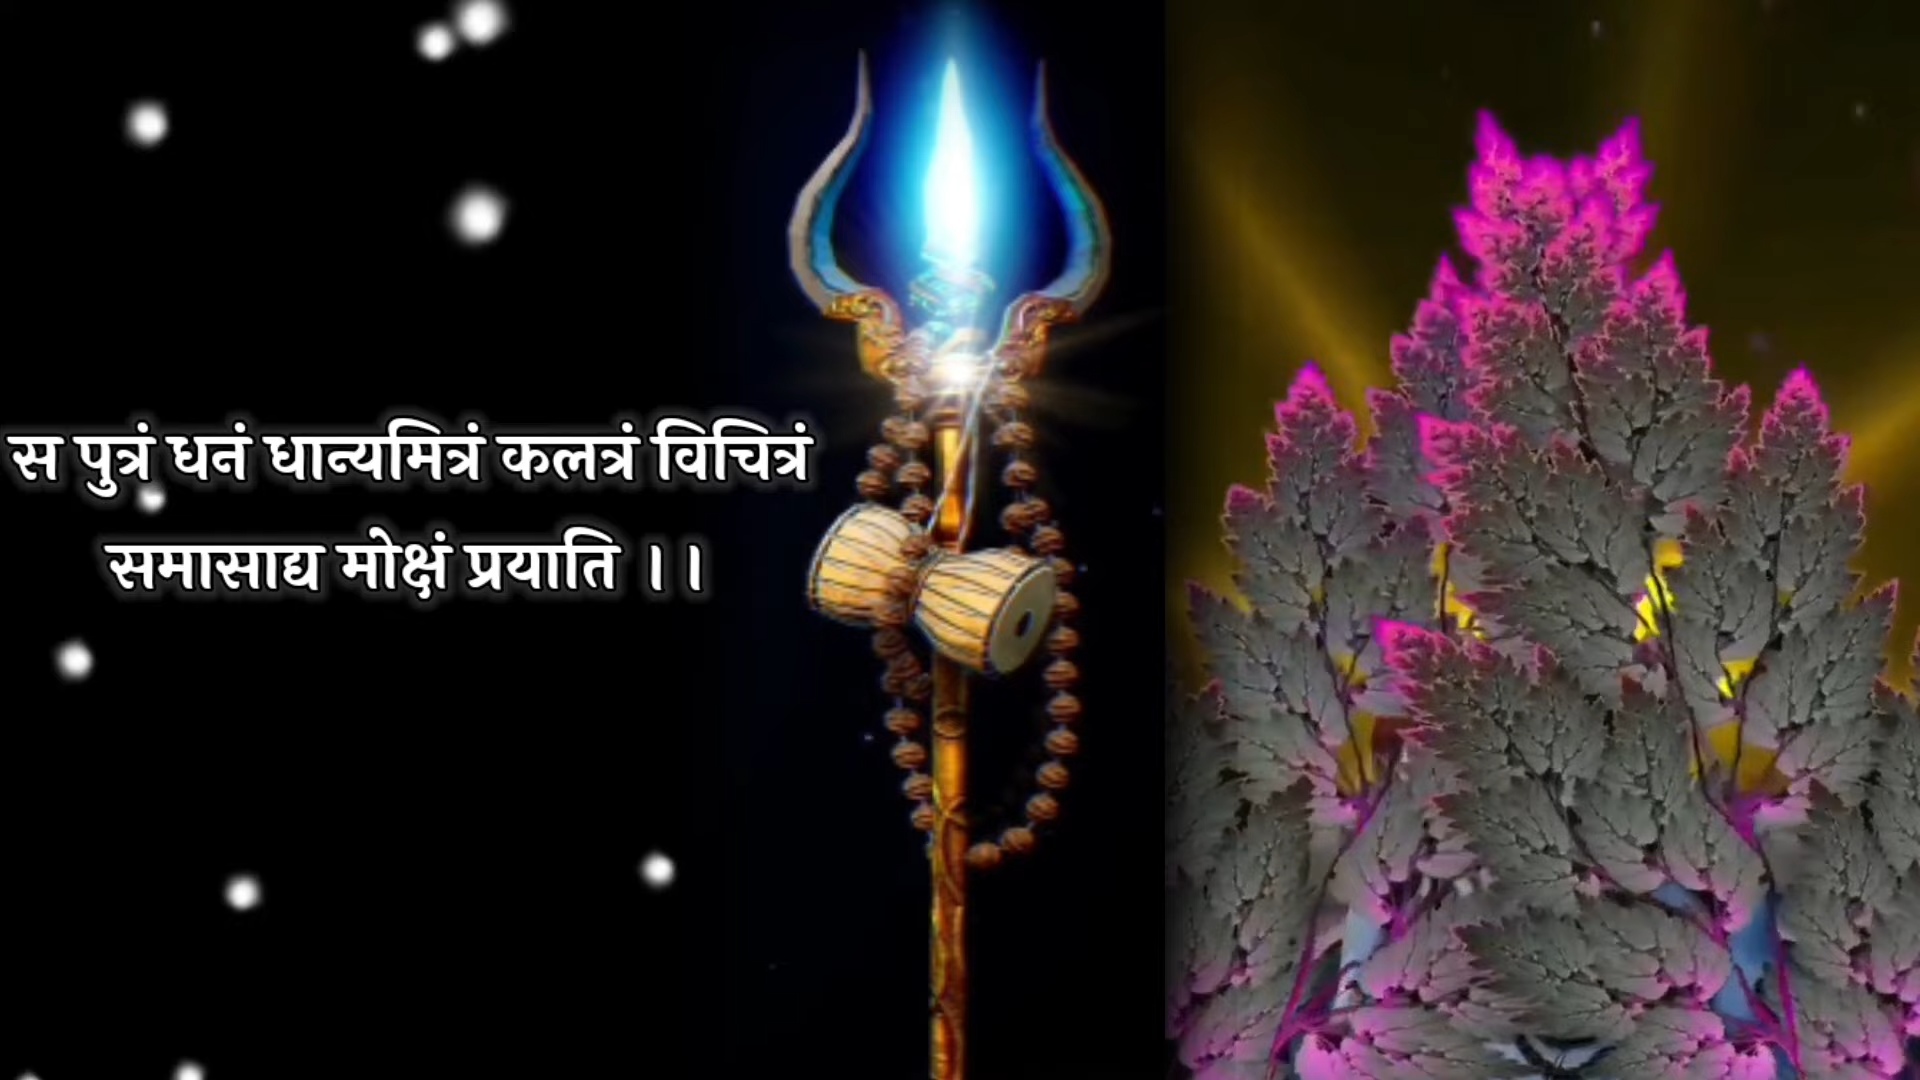 स पुत्रं धनं धान्यमित्रं कलत्रं विचित्रं
समासाद्य मोक्षं प्रयाति ।।